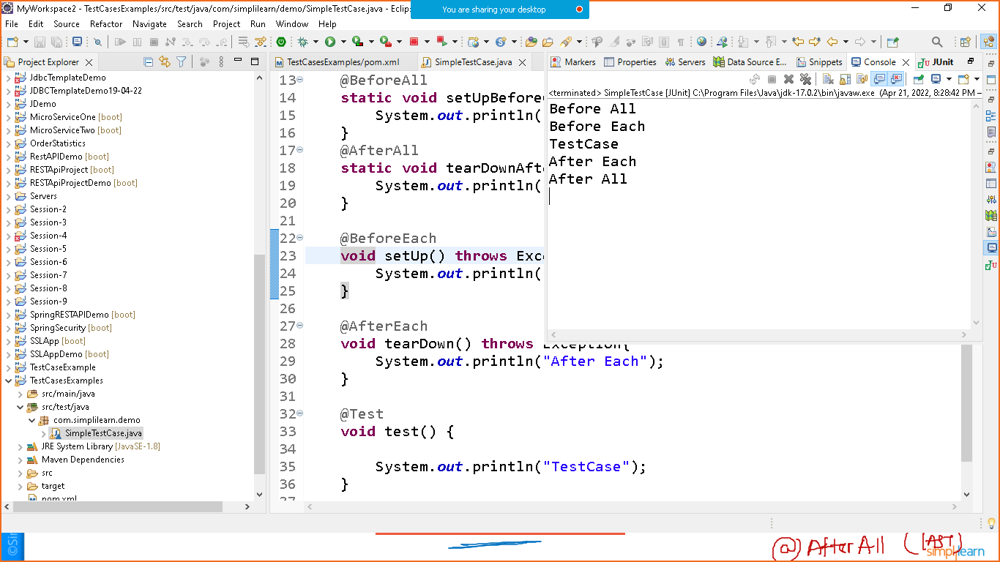 MyWorkspace2 - TestCasesExamples/src/test/java/com/simplilearn/demo/SimpleTestCase.java - Eclip
You are sharing your desktop
File Edit Source Refactor Navigate Search Project Run Window Help
Project Explorer
JdbcTemplateDemo
JDBCTemplateDemo19-04-22
JDemo
MicroServiceOne [boot]
MicroServiceTwo [boot]
OrderStatistics
RestAPIDemo [boot]
RESTApiProject [boot]
RESTApiProjectDemo [boot]
Servers
Session-2
Session-3
Session-4
Session-5
Session-6
Session-7
Session-8
Session-9
SpringRESTAPIDemo [boot]
SpringSecurity [boot]
SSLApp [boot]
SSLAppDemo [boot]
TestCaseExample
TestCasesExamples
src/main/java
src/test/java
com.simplilearn.demo
SimpleTestCase.java
JRE System Library [JavaSE-1.8]
Maven Dependencies
src
target
pom.xml
TestCasesExamples/pom.xml SimpleTestCase.java
13 @BeforeAll
14 static void setUpBefore
15 System.out.println(
16 }
17 @AfterAll
18 static void tearDownAft
19 System.out.println(
20 }
21
22 @BeforeEach
23 void setUp() throws Exc
24 System.out.println(
25 }
26
27 @AfterEach
28 void tearDown() throws Exception{
29 System.out.println("After Each");
30 }
31
32 @Test
33 void test() {
34
35 System.out.println("TestCase");
36 }
37
Markers Properties Servers Data Source E... Snippets Console JUnit
<terminated> SimpleTestCase [JUnit] C:\Program Files\Java\jdk-17.0.2\bin\javaw.exe (Apr 21, 2022, 8:28:42 PM –
Before All
Before Each
TestCase
After Each
After All
©Sim
@ AfterAll (LAST)
simplilearn